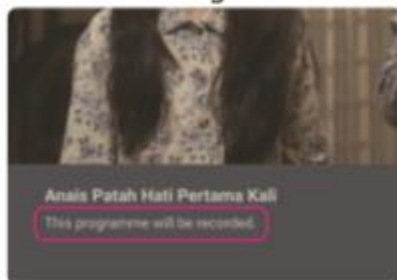 Anais Patah Hati Pertama Kali
This programme will be recorded.